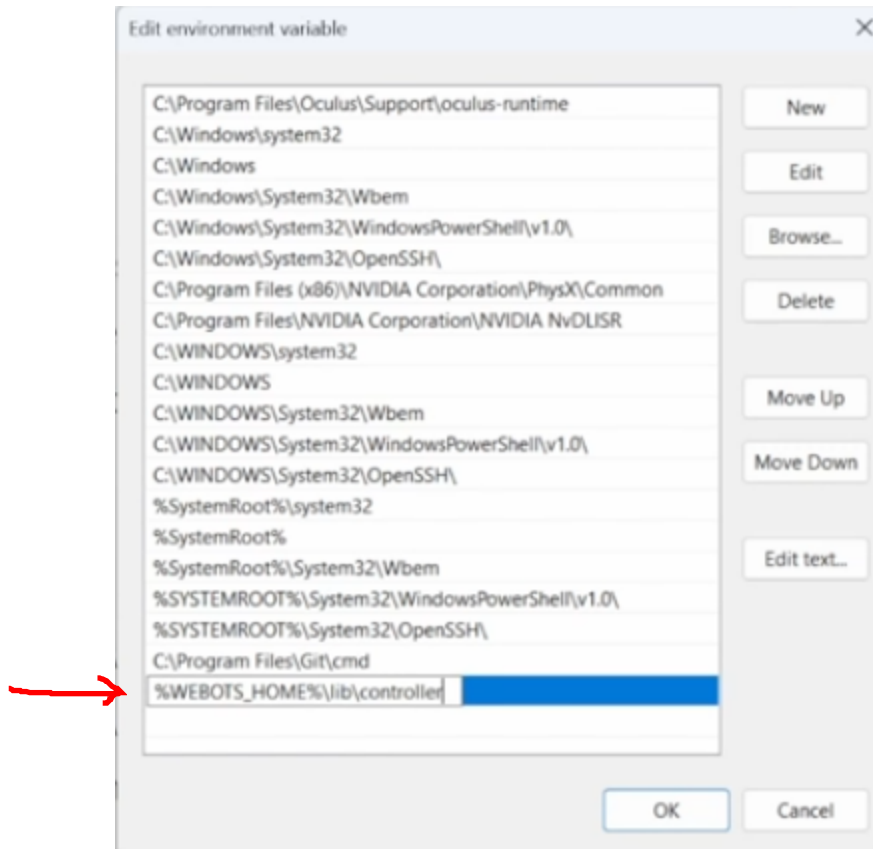 Edit environment variable
C:\Program Files\Oculus\Support\oculus-runtime
C:\Windows\system32
C:\Windows
C:\Windows\System32\Wbem
C:\Windows\System32\WindowsPowerShell\v1.0\
C:\Windows\System32\OpenSSH\
C:\Program Files (x86)\NVIDIA Corporation\PhysX\Common
C:\Program Files\NVIDIA Corporation\NVIDIA NvDLISR
C:\WINDOWS\system32
C:\WINDOWS
C:\WINDOWS\System32\Wbem
C:\WINDOWS\System32\WindowsPowerShell\v1.0\
C:\WINDOWS\System32\OpenSSH\
%SystemRoot%\system32
%SystemRoot%
%SystemRoot%\System32\Wbem
%SYSTEMROOT%\System32\WindowsPowerShell\v1.0\
%SYSTEMROOT%\System32\OpenSSH\
C:\Program Files\Git\cmd
%WEBOTS_HOME%\lib\controller
New
Edit
Browse...
Delete
Move Up
Move Down
Edit text...
OK
Cancel